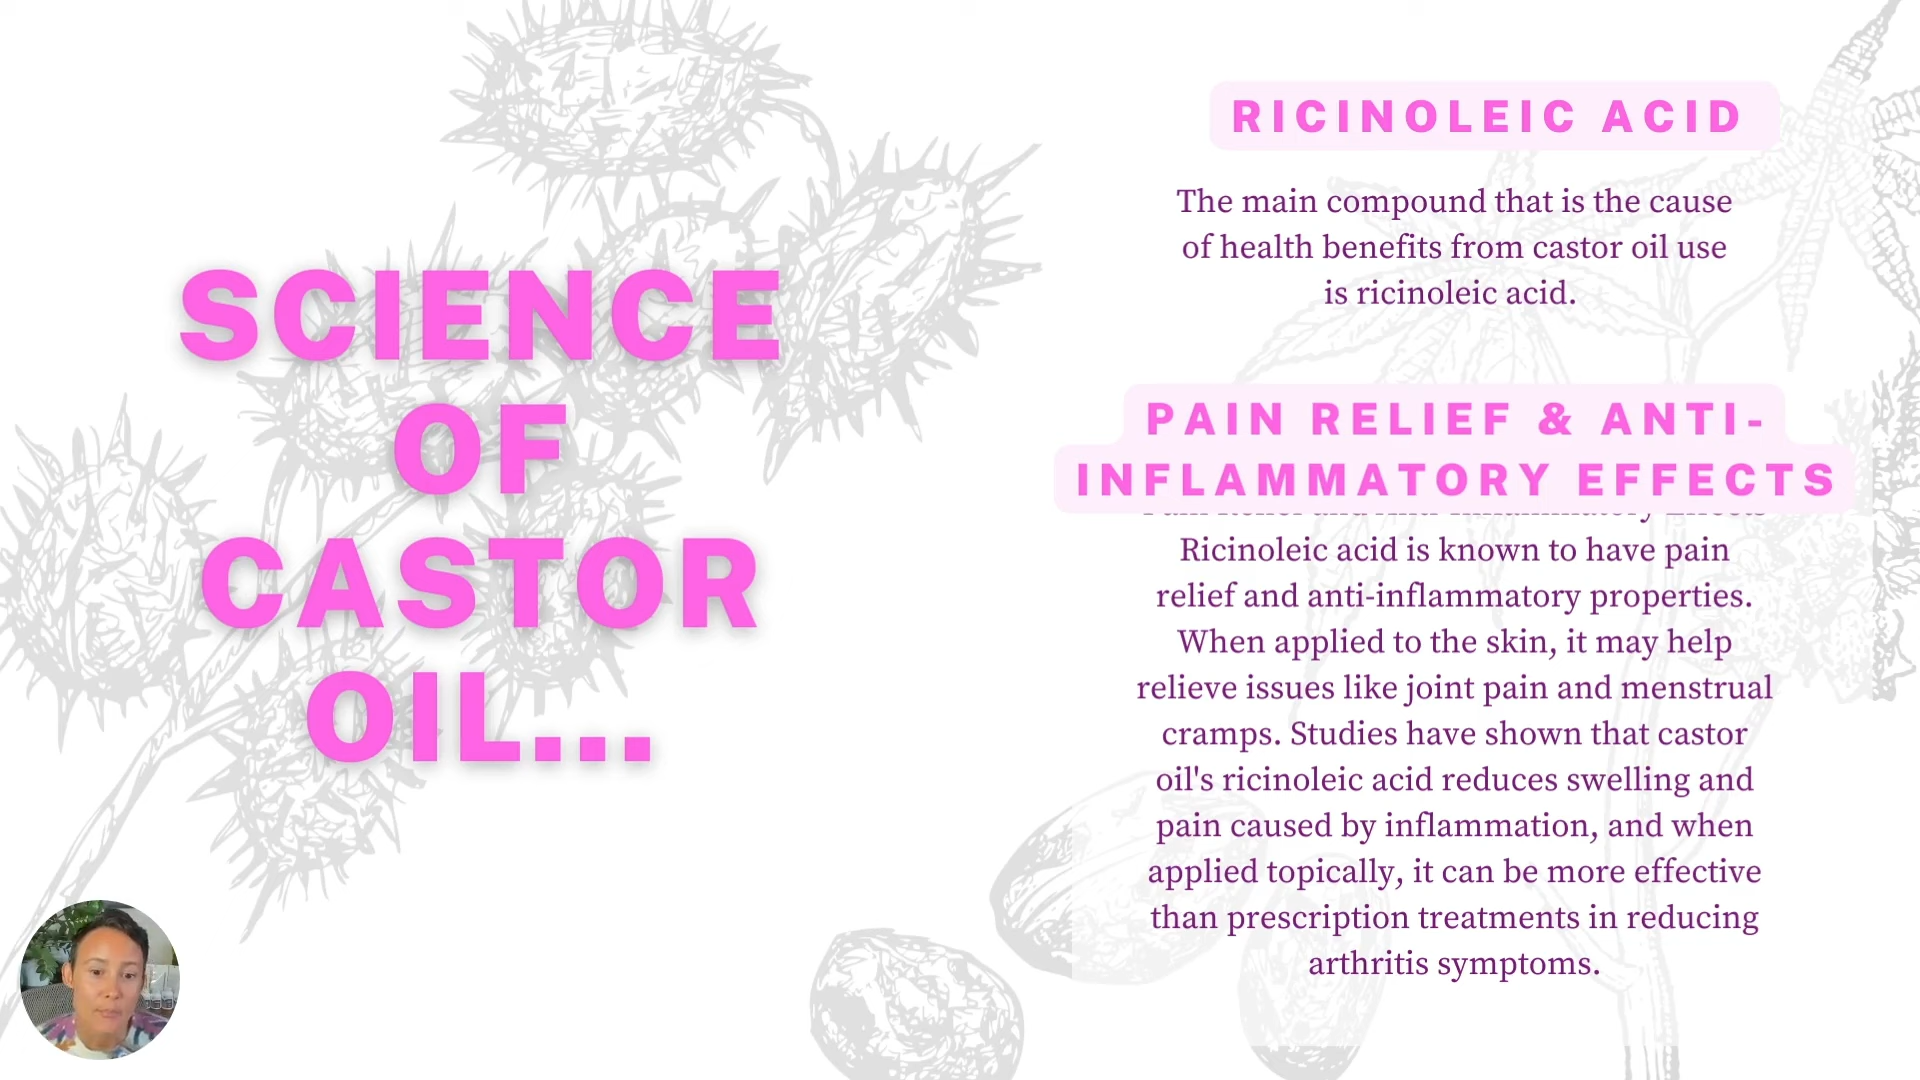 SCIENCE
OF
CASTOR
OIL...
RICINOLEIC ACID
The main compound that is the cause
of health benefits from castor oil use
is ricinoleic acid.
PAIN RELIEF & ANTI-
INFLAMMATORY EFFECTS
Ricinoleic acid is known to have pain
relief and anti-inflammatory properties.
When applied to the skin, it may help
relieve issues like joint pain and menstrual
cramps. Studies have shown that castor
oil's ricinoleic acid reduces swelling and
pain caused by inflammation, and when
applied topically, it can be more effective
than prescription treatments in reducing
arthritis symptoms.